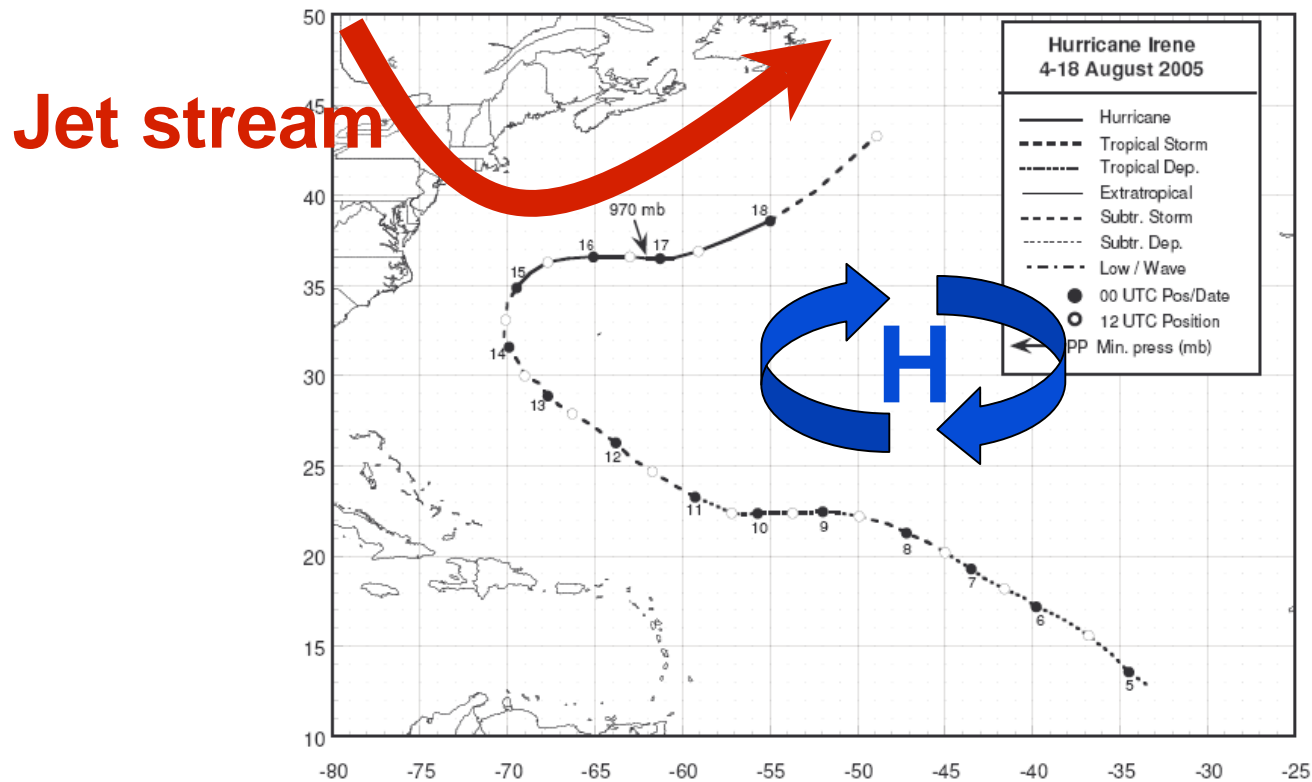 Jet stream
Hurricane Irene
4-18 August 2005
Hurricane
Tropical Storm
Tropical Dep.
Extratropical
Subtr. Storm
Subtr. Dep.
Low / Wave
00 UTC Pos/Date
12 UTC Position
PP Min. press (mb)
H
970 mb
18
17
16
15
14
13
12
11
10
9
8
7
6
5
50
45
40
35
30
25
20
15
10
-80 -75 -70 -65 -60 -55 -50 -45 -40 -35 -30 -25